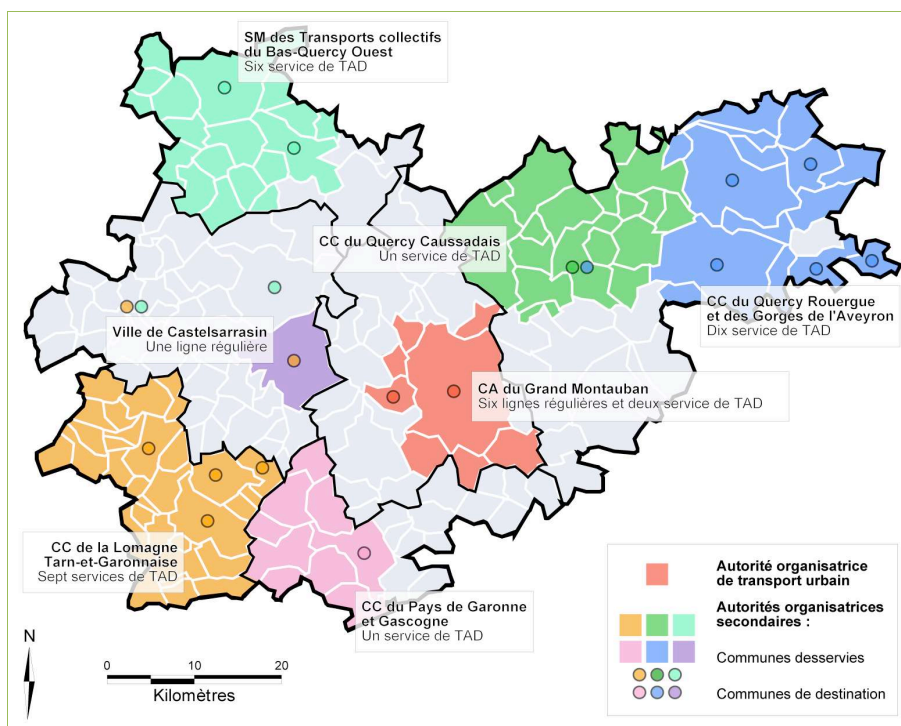 SM des Transports collectifs
du Bas-Quercy Ouest
Six service de TAD
CC du Quercy Caussadais
Un service de TAD
CC du Quercy Rouergue
et des Gorges de l'Aveyron
Dix service de TAD
Ville de Castelsarrasin
Une ligne régulière
CA du Grand Montauban
Six lignes régulières et deux service de TAD
CC de la Lomagne
Tarn-et-Garonnaise
Sept services de TAD
CC du Pays de Garonne
et Gascogne
Un service de TAD
N
0 10 20
Kilomètres
Autorité organisatrice
de transport urbain
Autorités organisatrices
secondaires :
Communes desservies
Communes de destination